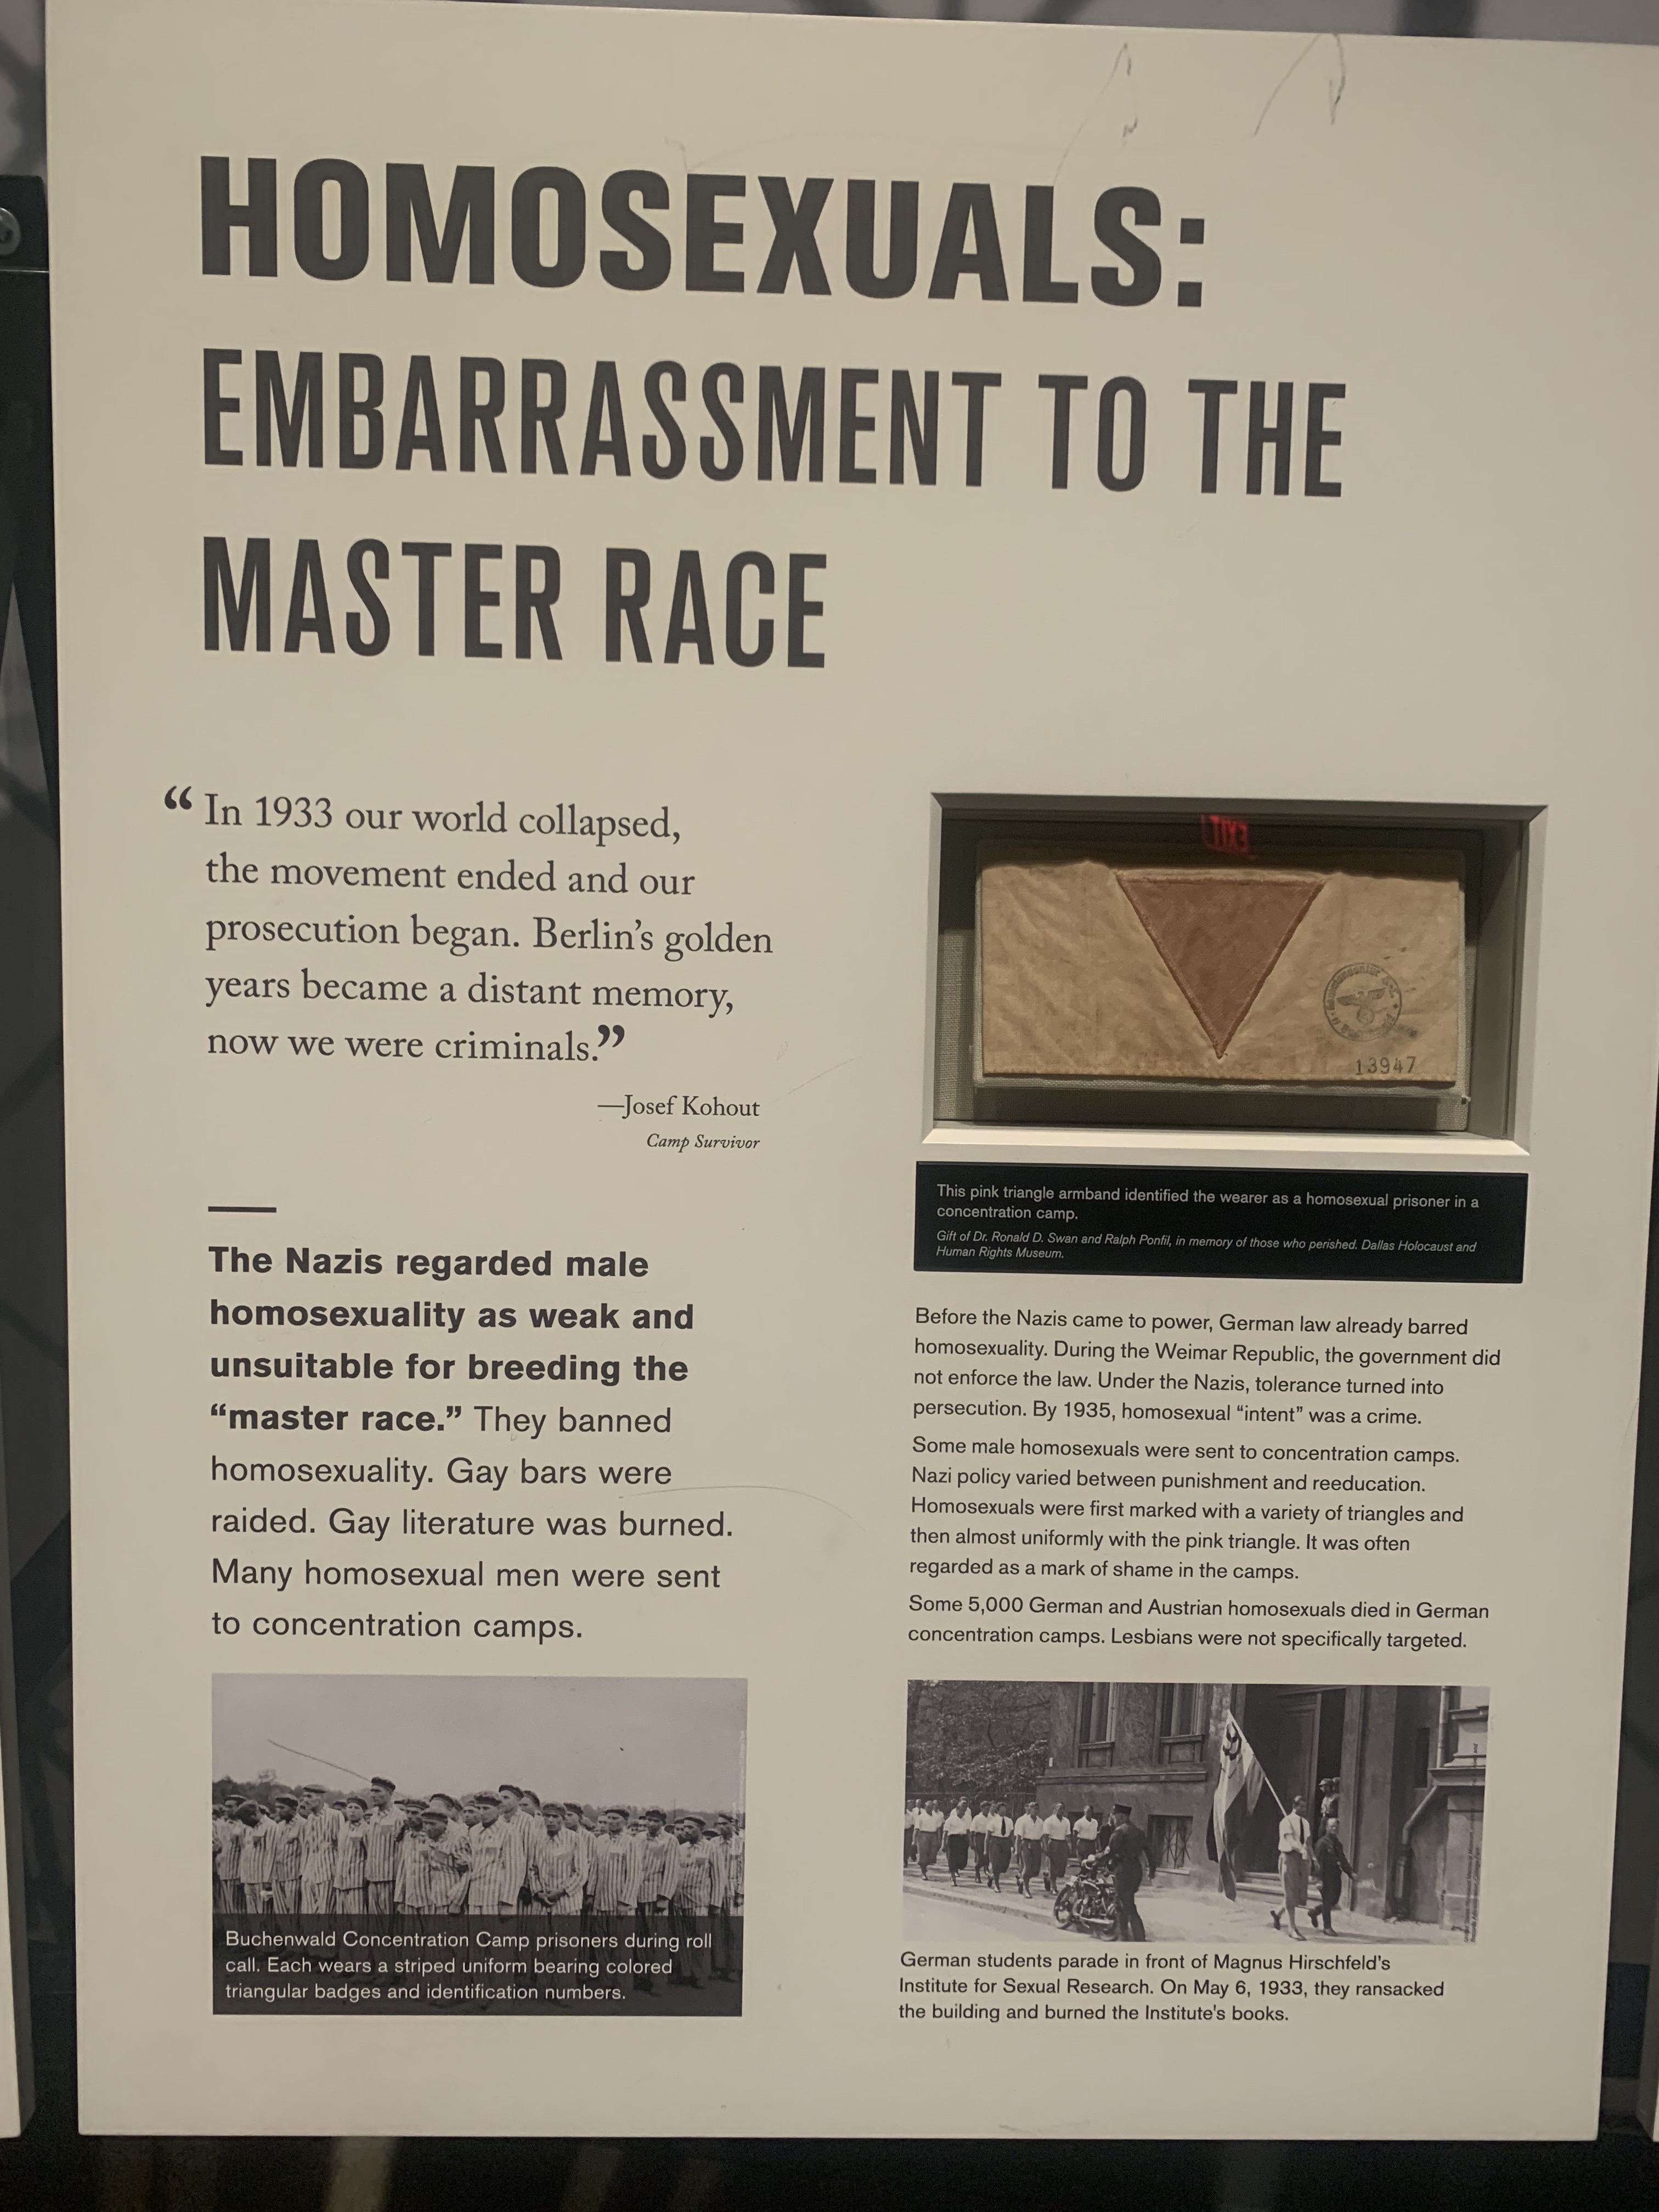 HOMOSEXUALS:
EMBARRASSMENT TO THE
MASTER RACE
“ In 1933 our world collapsed,
the movement ended and our
prosecution began. Berlin’s golden
years became a distant memory,
now we were criminals.”
—Josef Kohout
Camp Survivor
The Nazis regarded male
homosexuality as weak and
unsuitable for breeding the
“master race.” They banned
homosexuality. Gay bars were
raided. Gay literature was burned.
Many homosexual men were sent
to concentration camps.
Buchenwald Concentration Camp prisoners during roll
call. Each wears a striped uniform bearing colored
triangular badges and identification numbers.
EXIT
13947
This pink triangle armband identified the wearer as a homosexual prisoner in a
concentration camp.
Gift of Dr. Ronald D. Swan and Ralph Ponfil, in memory of those who perished. Dallas Holocaust and
Human Rights Museum.
Before the Nazis came to power, German law already barred
homosexuality. During the Weimar Republic, the government did
not enforce the law. Under the Nazis, tolerance turned into
persecution. By 1935, homosexual “intent” was a crime.
Some male homosexuals were sent to concentration camps.
Nazi policy varied between punishment and reeducation.
Homosexuals were first marked with a variety of triangles and
then almost uniformly with the pink triangle. It was often
regarded as a mark of shame in the camps.
Some 5,000 German and Austrian homosexuals died in German
concentration camps. Lesbians were not specifically targeted.
German students parade in front of Magnus Hirschfeld's
Institute for Sexual Research. On May 6, 1933, they ransacked
the building and burned the Institute's books.